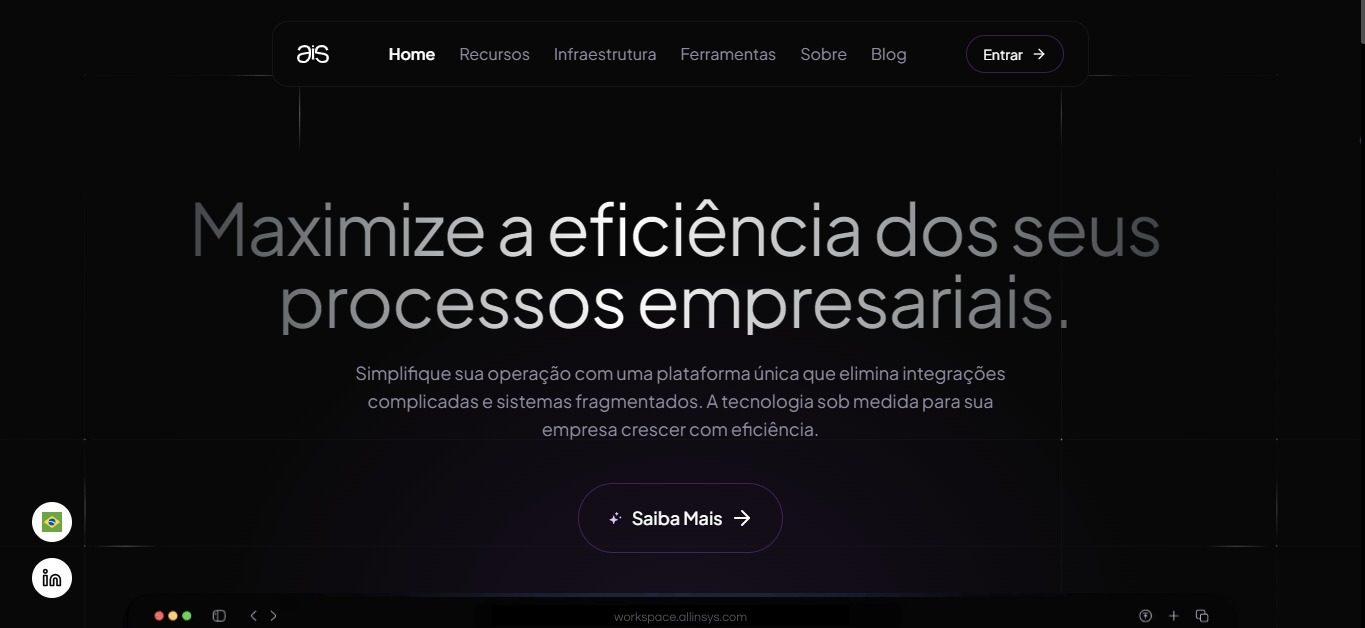 ais
Home
Recursos
Infraestrutura
Ferramentas
Sobre
Blog
Entrar
Maximize a eficiência dos seus
processos empresariais.
Simplifique sua operação com uma plataforma única que elimina integrações
complicadas e sistemas fragmentados. A tecnologia sob medida para sua
empresa crescer com eficiência.
Saiba Mais
in
workspace.allinsys.com